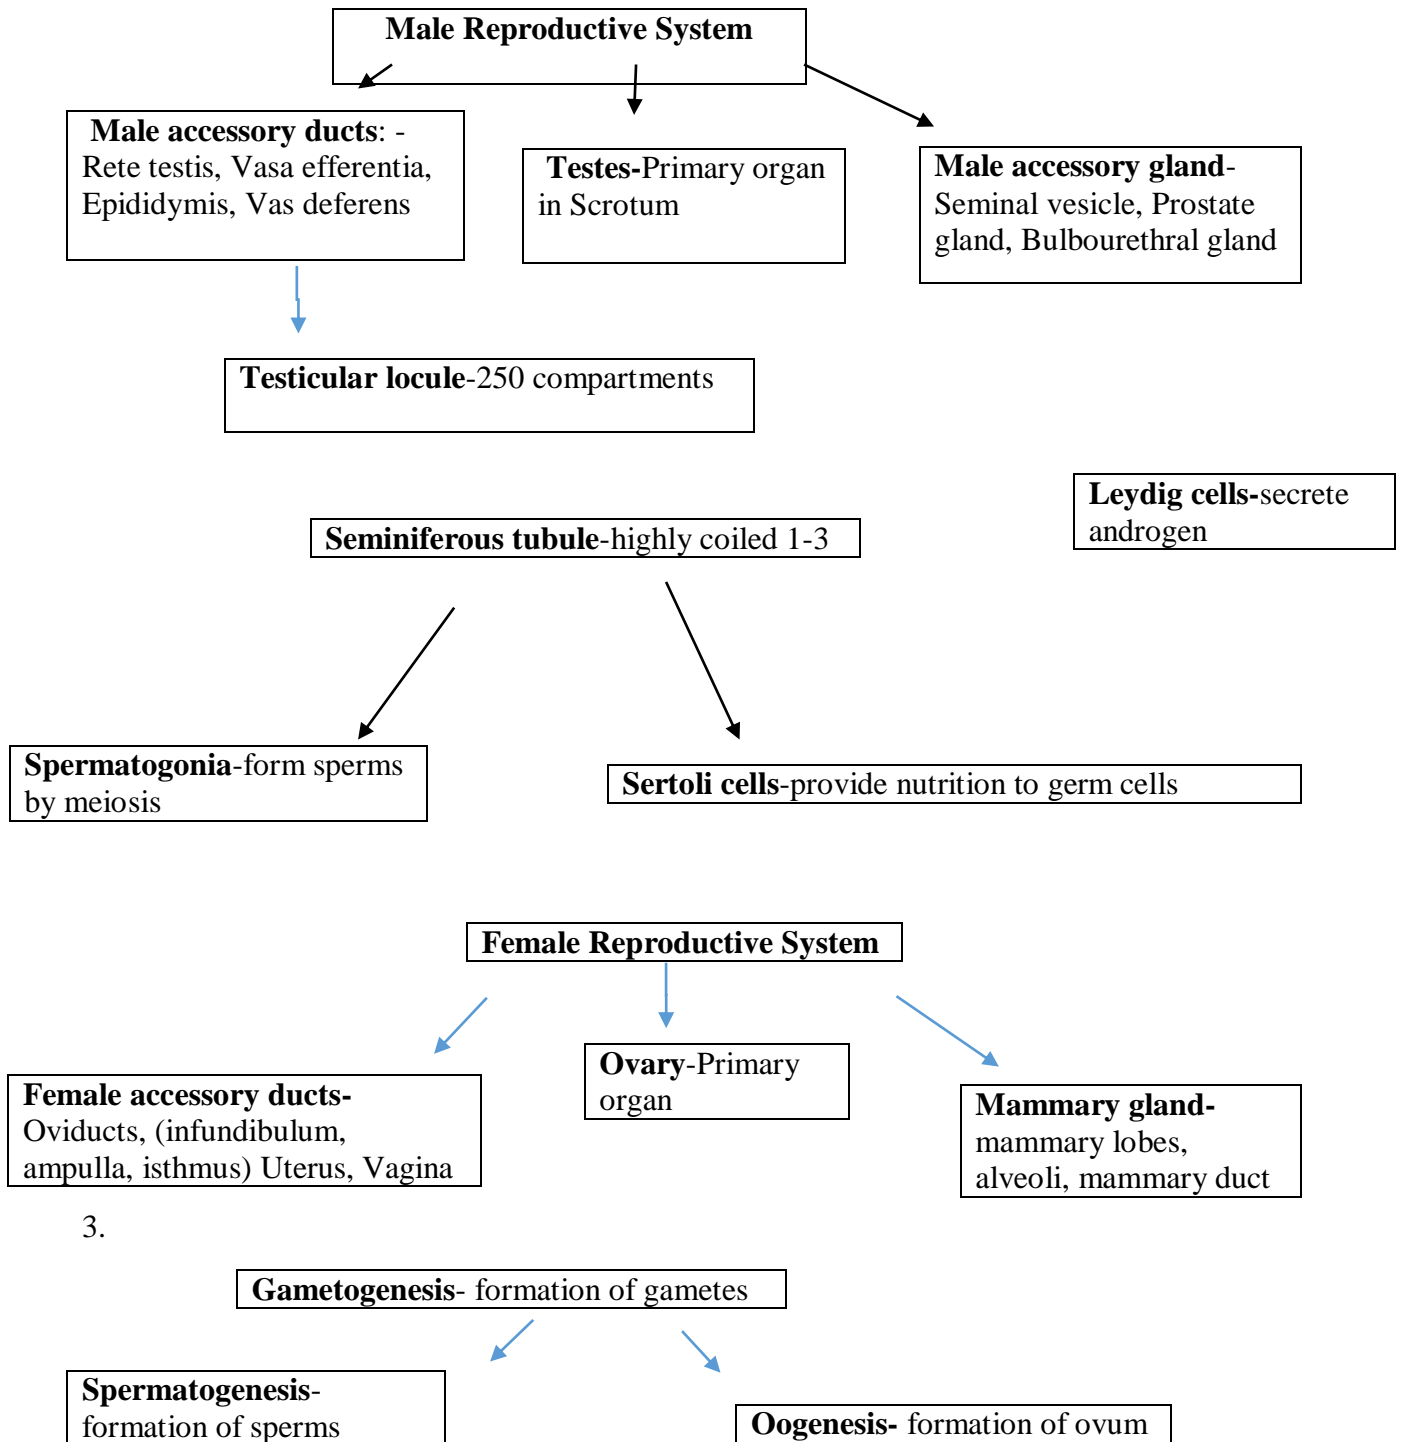 Male Reproductive System
Male accessory ducts: -
Rete testis, Vasa efferentia,
Epididymis, Vas deferens
Testes-Primary organ
in Scrotum
Male accessory gland-
Seminal vesicle, Prostate
gland, Bulbourethral gland
Testicular locule-250 compartments
Leydig cells-secrete
androgen
Seminiferous tubule-highly coiled 1-3
Spermatogonia-form sperms
by meiosis
Sertoli cells-provide nutrition to germ cells
Female Reproductive System
Female accessory ducts-
Oviducts, (infundibulum,
ampulla, isthmus) Uterus, Vagina
Ovary-Primary
organ
Mammary gland-
mammary lobes,
alveoli, mammary duct
3.
Gametogenesis- formation of gametes
Spermatogenesis-
formation of sperms
Oogenesis- formation of ovum